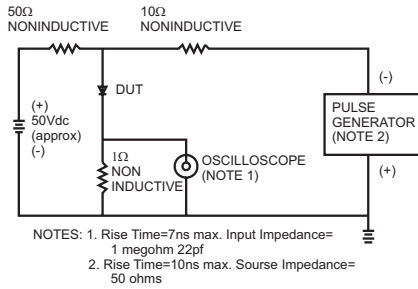 50Ω
NONINDUCTIVE
10Ω
NONINDUCTIVE
(+)
50Vdc
(approx)
(-)
DUT
1Ω
NON
INDUCTIVE
OSCILLOSCOPE
(NOTE 1)
(-)
PULSE
GENERATOR
(NOTE 2)
(+)
NOTES: 1. Rise Time=7ns max. Input Impedance=
1 megohm 22pf
2. Rise Time=10ns max. Sourse Impedance=
50 ohms